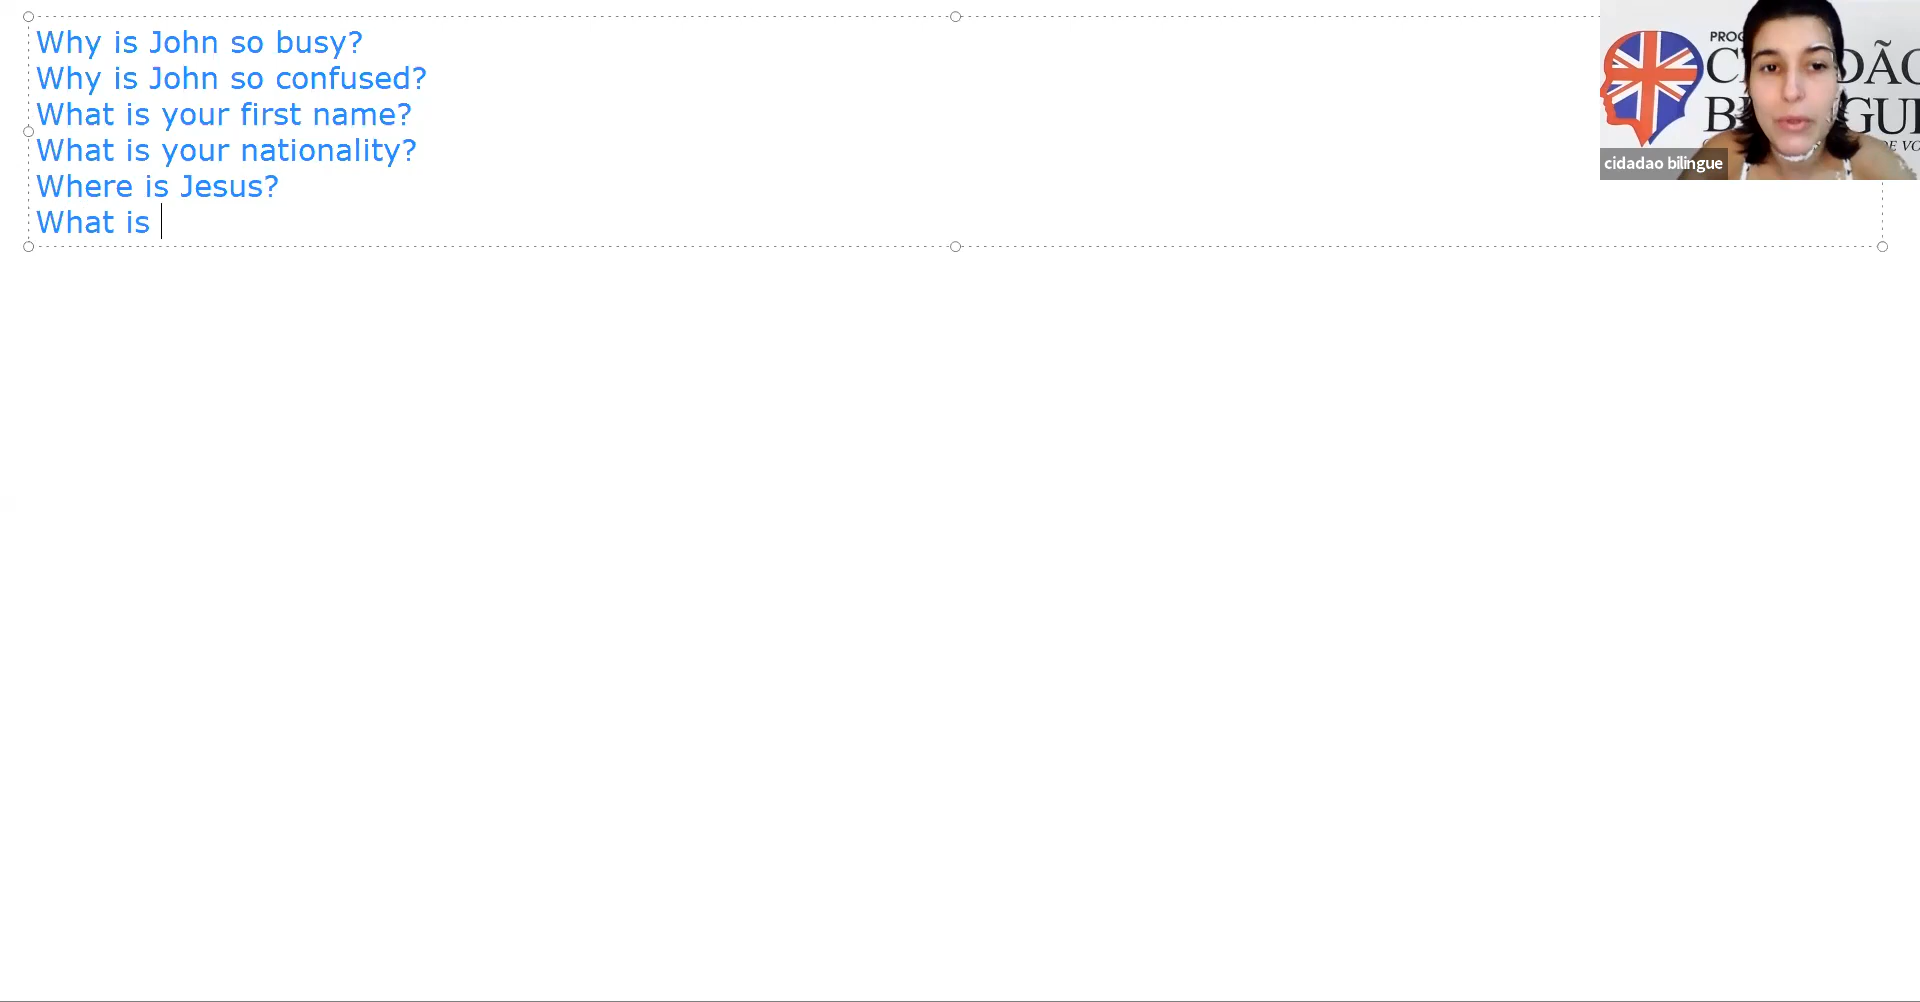 Why is John so busy?
Why is John so confused?
What is your first name?
What is your nationality?
Where is Jesus?
What is
PROG
cidadao bilingue